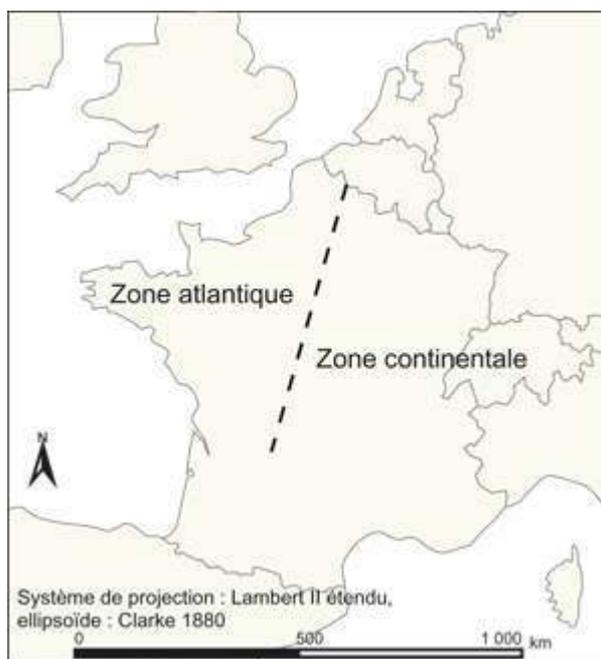 Zone atlantique
Zone continentale
N
Système de projection : Lambert II étendu,
ellipsoïde : Clarke 1880
0 500 1 000 km